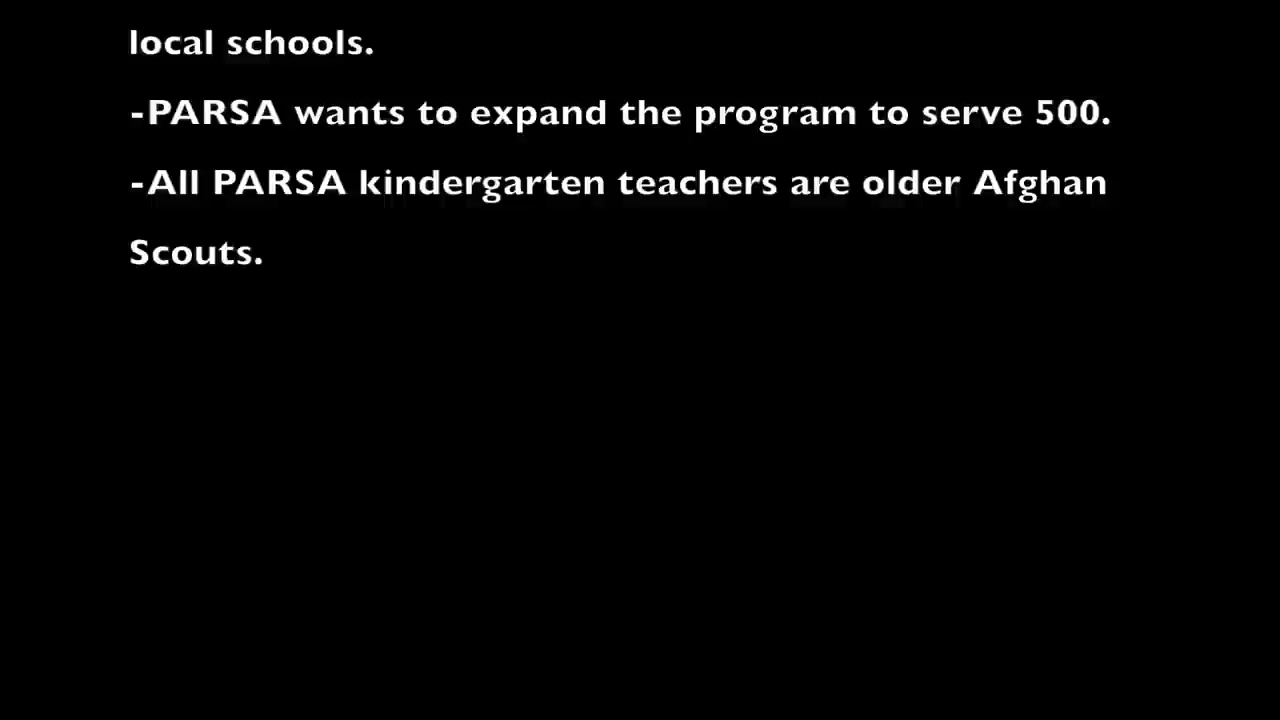 local schools.
-PARSA wants to expand the program to serve 500.
-All PARSA kindergarten teachers are older Afghan
Scouts.